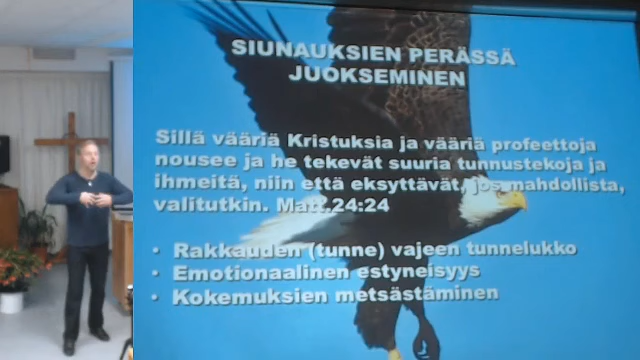 SIUNAUKSIEN PERÄSSÄ
JUOKSEMINEN
Sillä vääriä Kristuksia ja vääriä profeettoja
nousee ja he tekevät suuria tunnustekoja ja
ihmeitä, niin että eksyttävät, jos mahdollista,
valitutkin. Matt.24:24
• Rakkauden (tunne) vajeen tunnelukko
• Emotionaalinen estyneisyys
• Kokemuksien metsästäminen